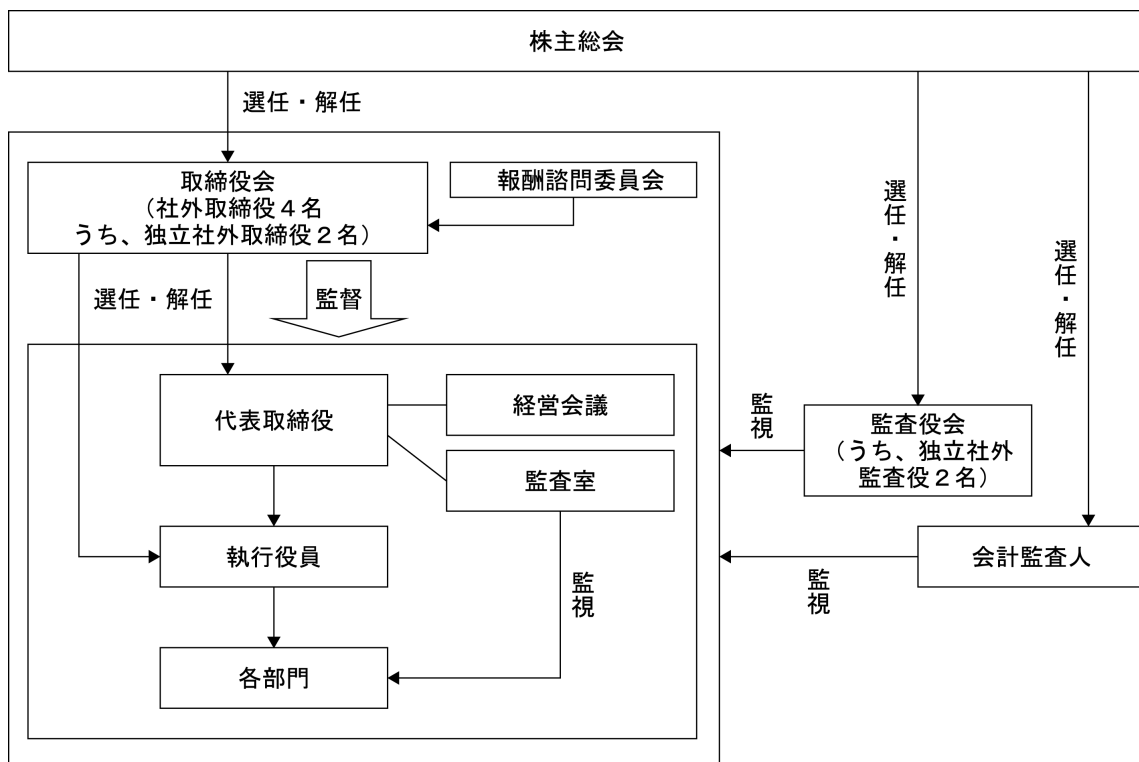 株主総会
選任・解任
取締役会
（社外取締役４名
うち、独立社外取締役２名）
報酬諮問委員会
選任・解任
監督
選任・解任
選任・解任
代表取締役
経営会議
監査室
監視
監査役会
（うち、独立社外
監査役２名）
執行役員
監視
会計監査人
監視
各部門